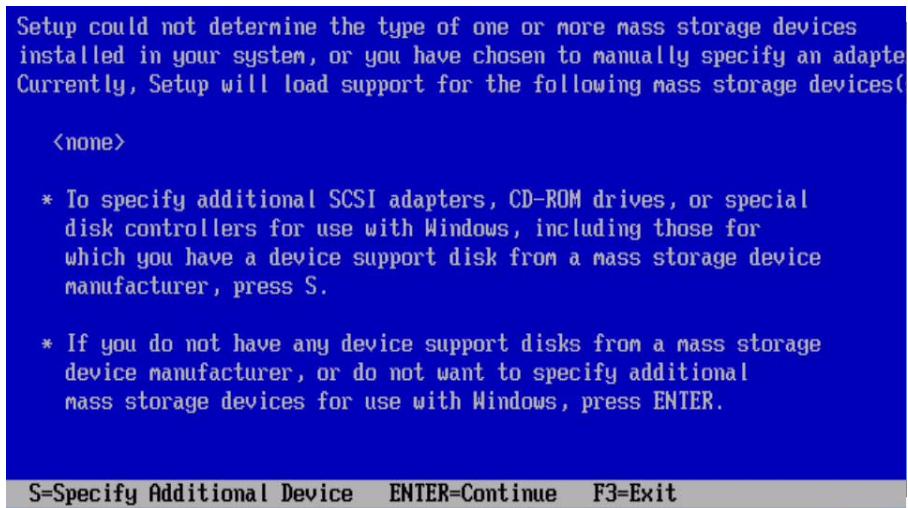 Setup could not determine the type of one or more mass storage devices
installed in your system, or you have chosen to manually specify an adapte
Currently, Setup will load support for the following mass storage devices(
<none>
* To specify additional SCSI adapters, CD-ROM drives, or special
disk controllers for use with Windows, including those for
which you have a device support disk from a mass storage device
manufacturer, press S.
* If you do not have any device support disks from a mass storage
device manufacturer, or do not want to specify additional
mass storage devices for use with Windows, press ENTER.
S=Specify Additional Device ENTER=Continue F3=Exit